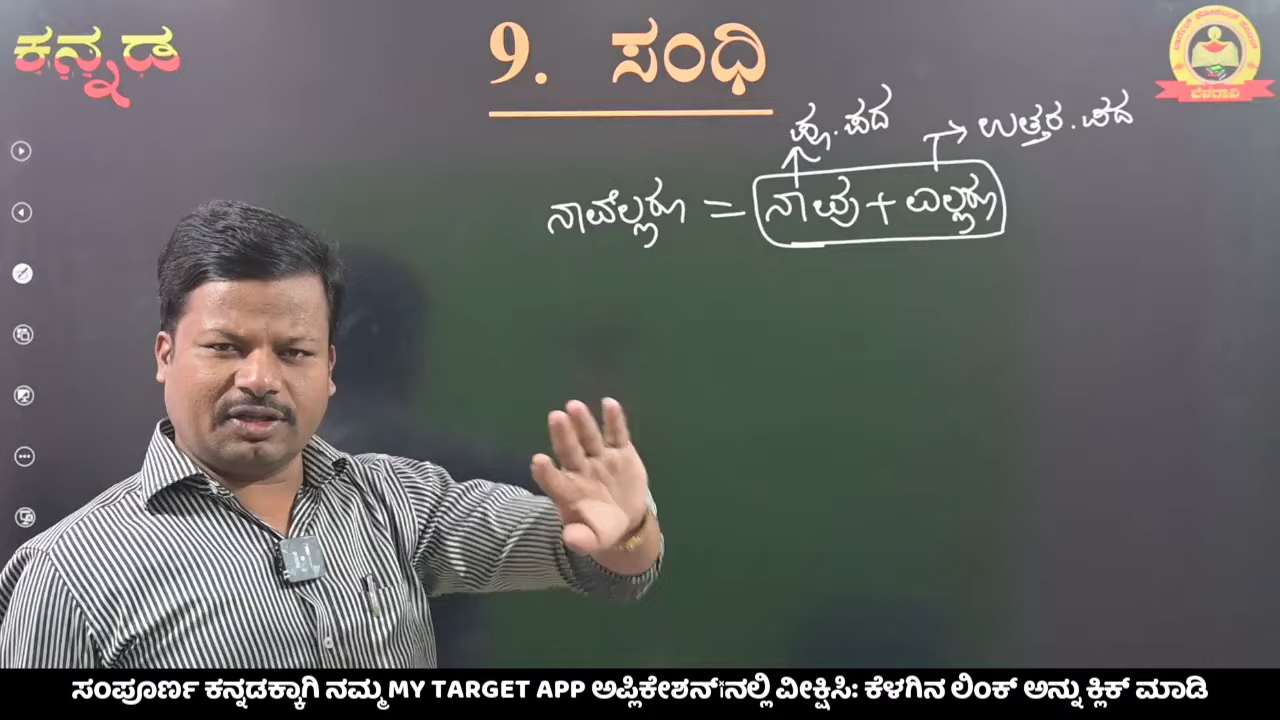 ಕನ್ನಡ
9. ಸಂಧಿ
ಪೂ.ಪದ
ಉತ್ತರ.ಪದ
ನಾವೆಲ್ಲರೂ = ನಾವು + ಎಲ್ಲರೂ
ಬೆಳಗಾವಿ
ಸಂಪೂರ್ಣ ಕನ್ನಡಕ್ಕಾಗಿ ನಮ್ಮ MY TARGET APP ಅಪ್ಲಿಕೇಶನ್ ನಲ್ಲಿ ವೀಕ್ಷಿಸಿ: ಕೆಳಗಿನ ಲಿಂಕ್ ಅನ್ನು ಕ್ಲಿಕ್ ಮಾಡಿ